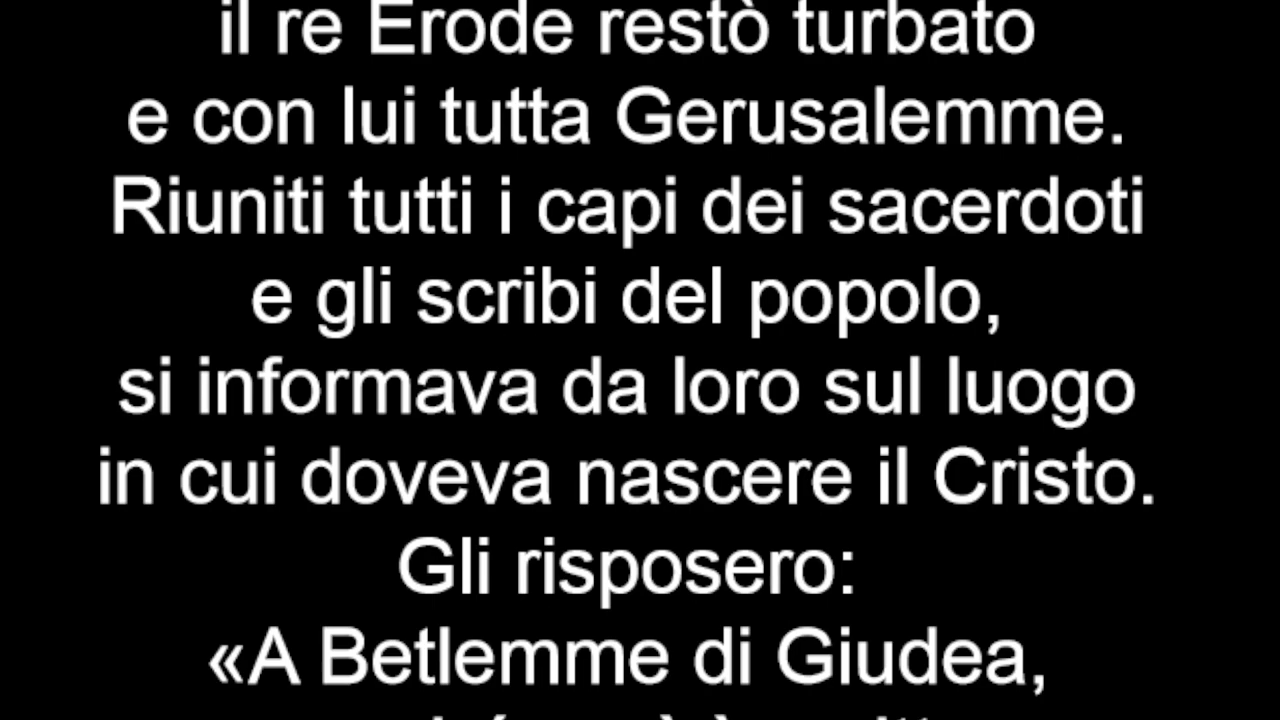 il re Erode restò turbato
e con lui tutta Gerusalemme.
Riuniti tutti i capi dei sacerdoti
e gli scribi del popolo,
si informava da loro sul luogo
in cui doveva nascere il Cristo.
Gli risposero:
«A Betlemme di Giudea,